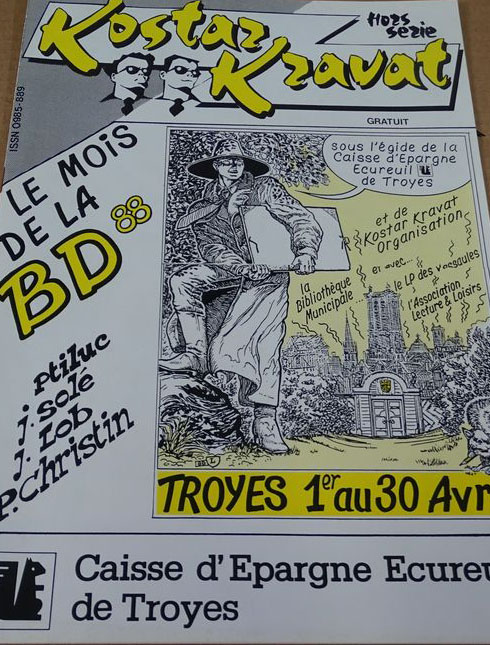 Kostar
Kravat
Hors
série
GRATUIT
ISSN 0985-889
LE MOIS
DE LA
BD 88
ptiluc
j. solé
j. Lob
P. Christin
sous l'égide de la
Caisse d'Epargne
Ecureuil
de Troyes
et de
Kostar Kravat
Organisation
et avec...
la
Bibliothèque
Municipale...
le LP des Vassaules
l'Association
Lecture & Loisirs
TROYES 1er au 30 Avr
Caisse d'Epargne Ecureu
de Troyes